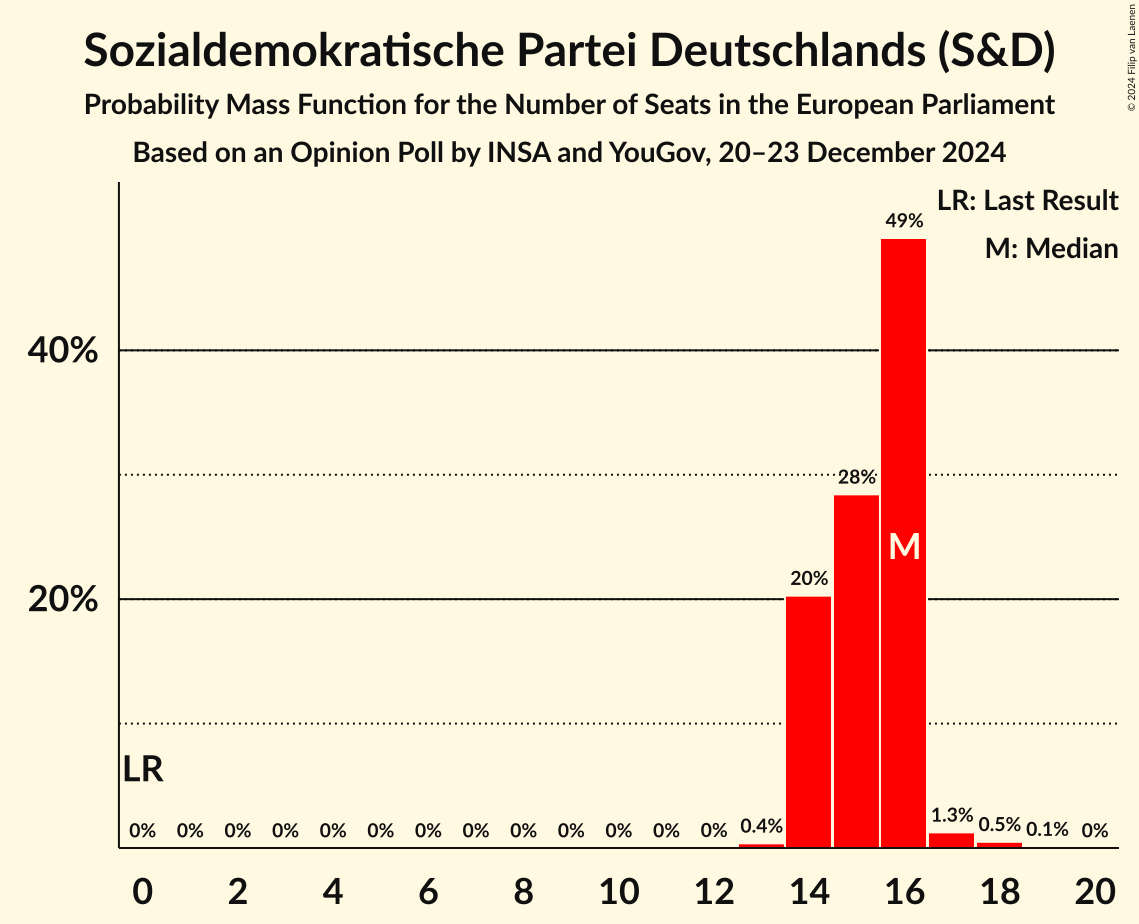 Sozialdemokratische Partei Deutschlands (S&D)
Probability Mass Function for the Number of Seats in the European Parliament
Based on an Opinion Poll by INSA and YouGov, 20–23 December 2024
© 2024 Filip van Laenen
LR: Last Result
M: Median
49%
40%
28%
M
20%
20%
LR
0% 0% 0% 0% 0% 0% 0% 0% 0% 0% 0% 0% 0% 0.4% 1.3% 0.5% 0.1% 0%
0 2 4 6 8 10 12 14 16 18 20